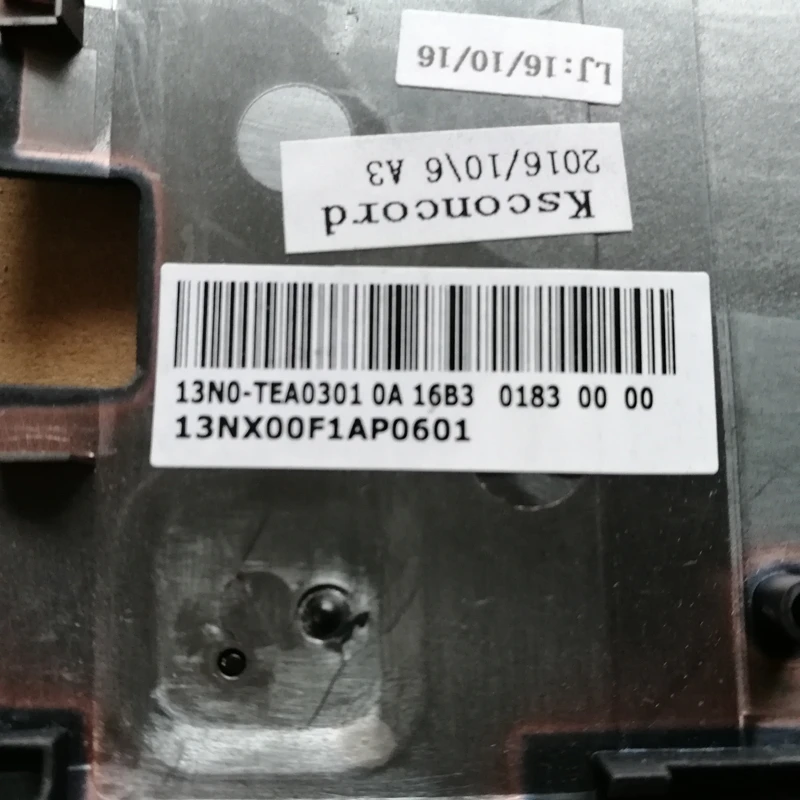 LJ:16/10/16
Ksconcord
2016/10\6 A3
13N0-TEA0301 0A 16B3 0183 00 00
13NX00F1AP0601